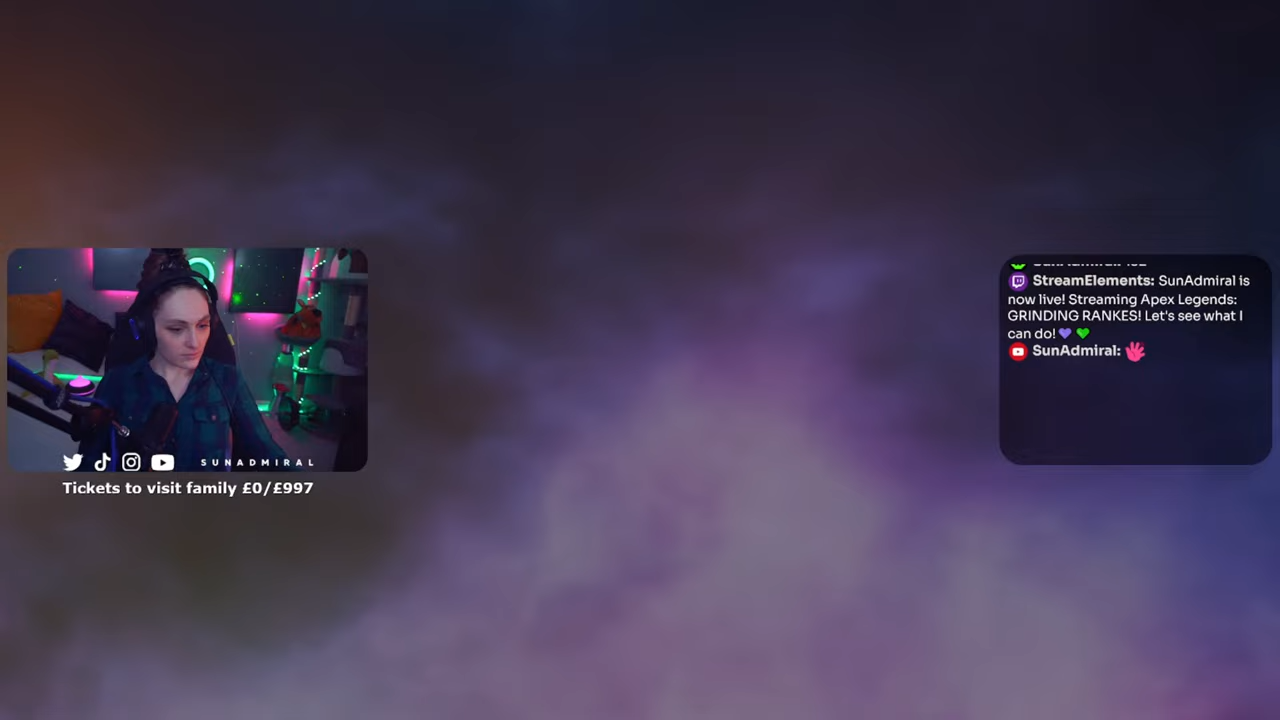 SUNADMIRAL
Tickets to visit family £0/£997
StreamElements: SunAdmiral is
now live! Streaming Apex Legends:
GRINDING RANKES! Let's see what I
can do!💜💚
SunAdmiral: